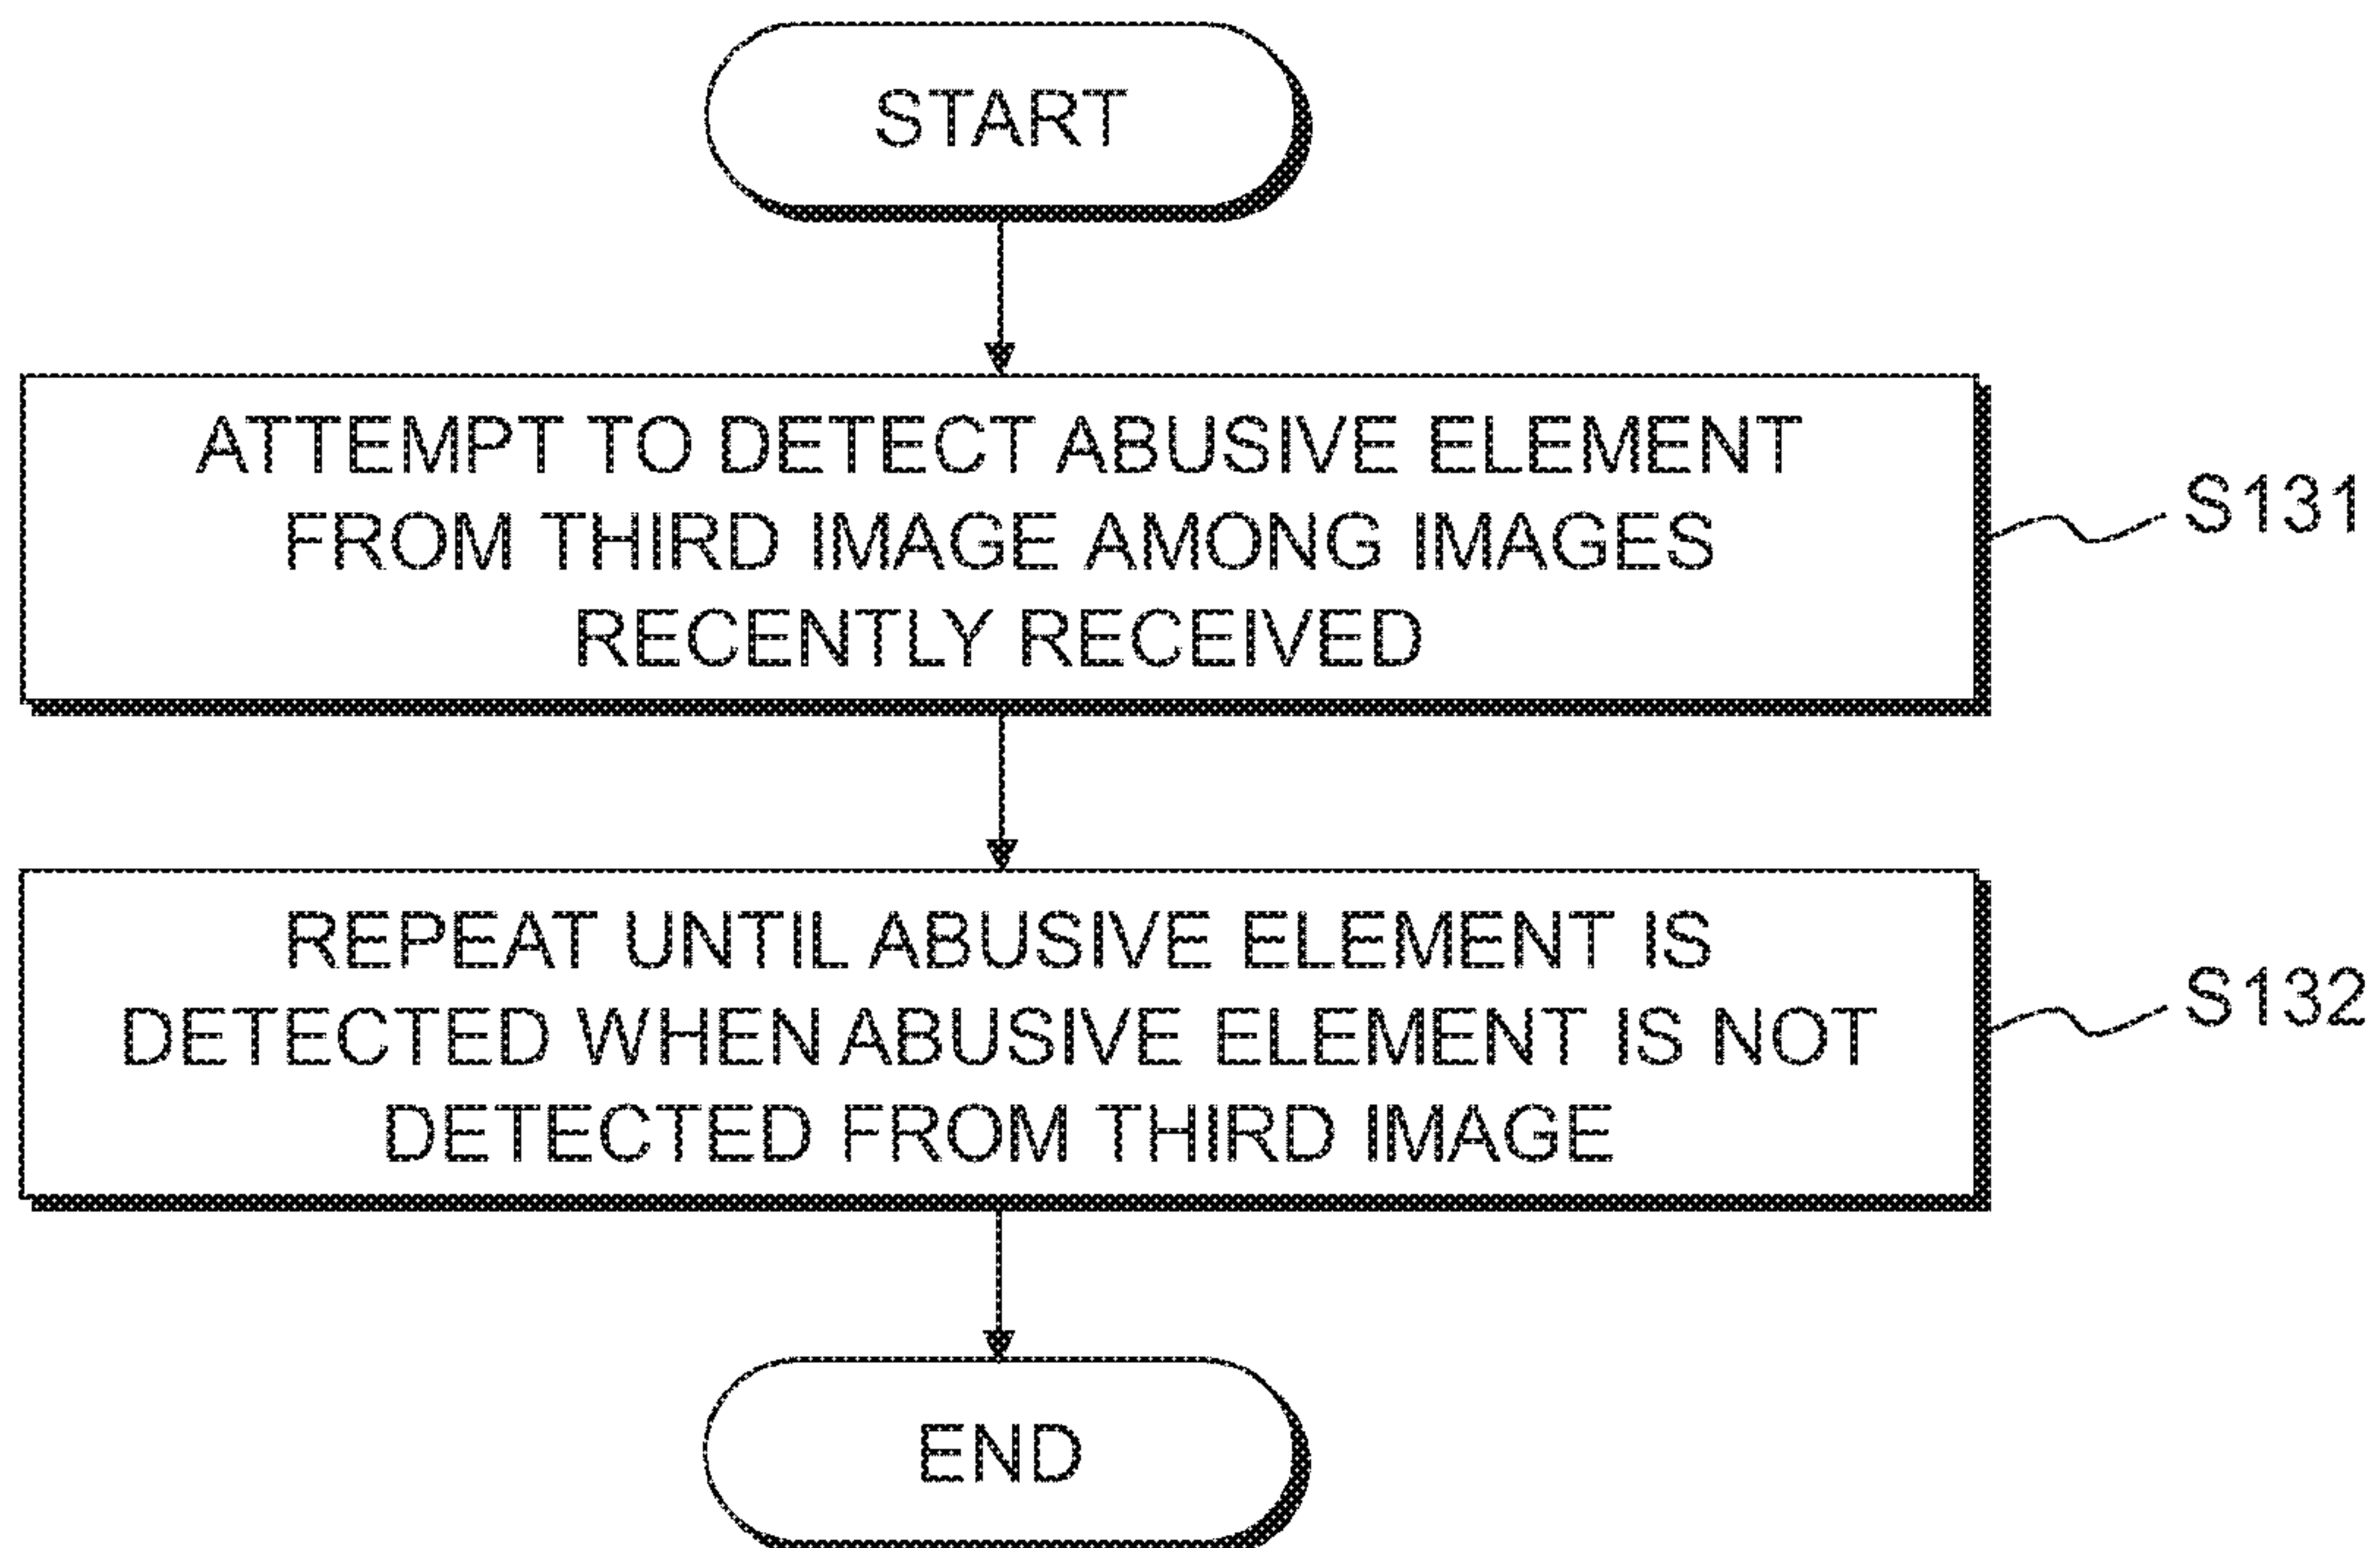 START
ATTEMPT TO DETECT ABUSIVE ELEMENT
FROM THIRD IMAGE AMONG IMAGES
RECENTLY RECEIVED
S131
REPEAT UNTIL ABUSIVE ELEMENT IS
DETECTED WHEN ABUSIVE ELEMENT IS NOT
DETECTED FROM THIRD IMAGE
S132
END